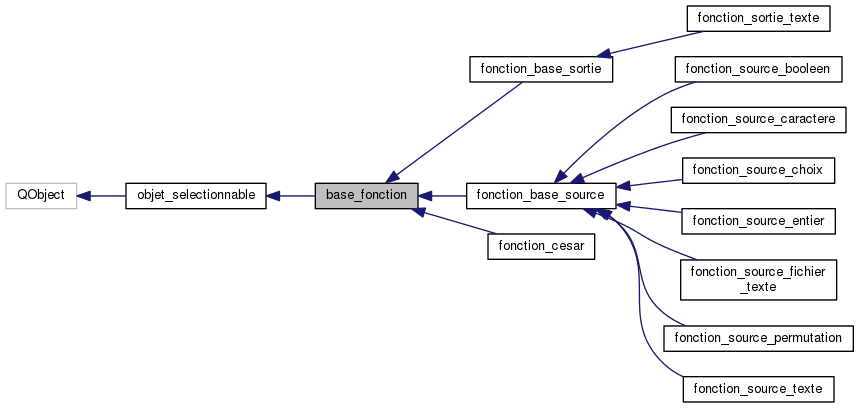 fonction_sortie_texte
fonction_base_sortie
fonction_source_booleen
fonction_source_caractere
fonction_source_choix
QObject
objet_selectionnable
base_fonction
fonction_base_source
fonction_source_entier
fonction_cesar
fonction_source_fichier
_texte
fonction_source_permutation
fonction_source_texte